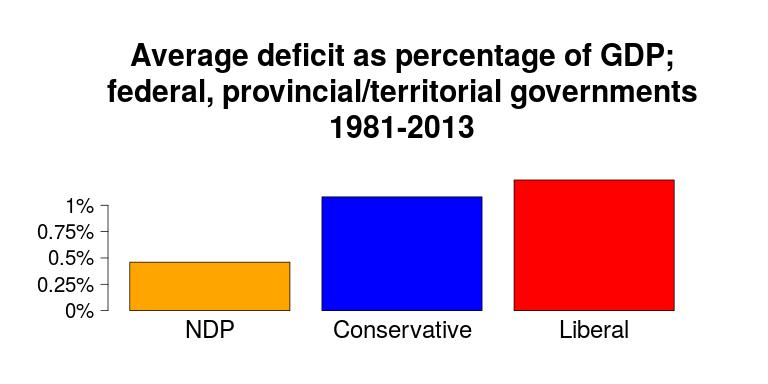 Average deficit as percentage of GDP;
federal, provincial/territorial governments
1981-2013
1%
0.75%
0.5%
0.25%
0%
NDP
Conservative
Liberal